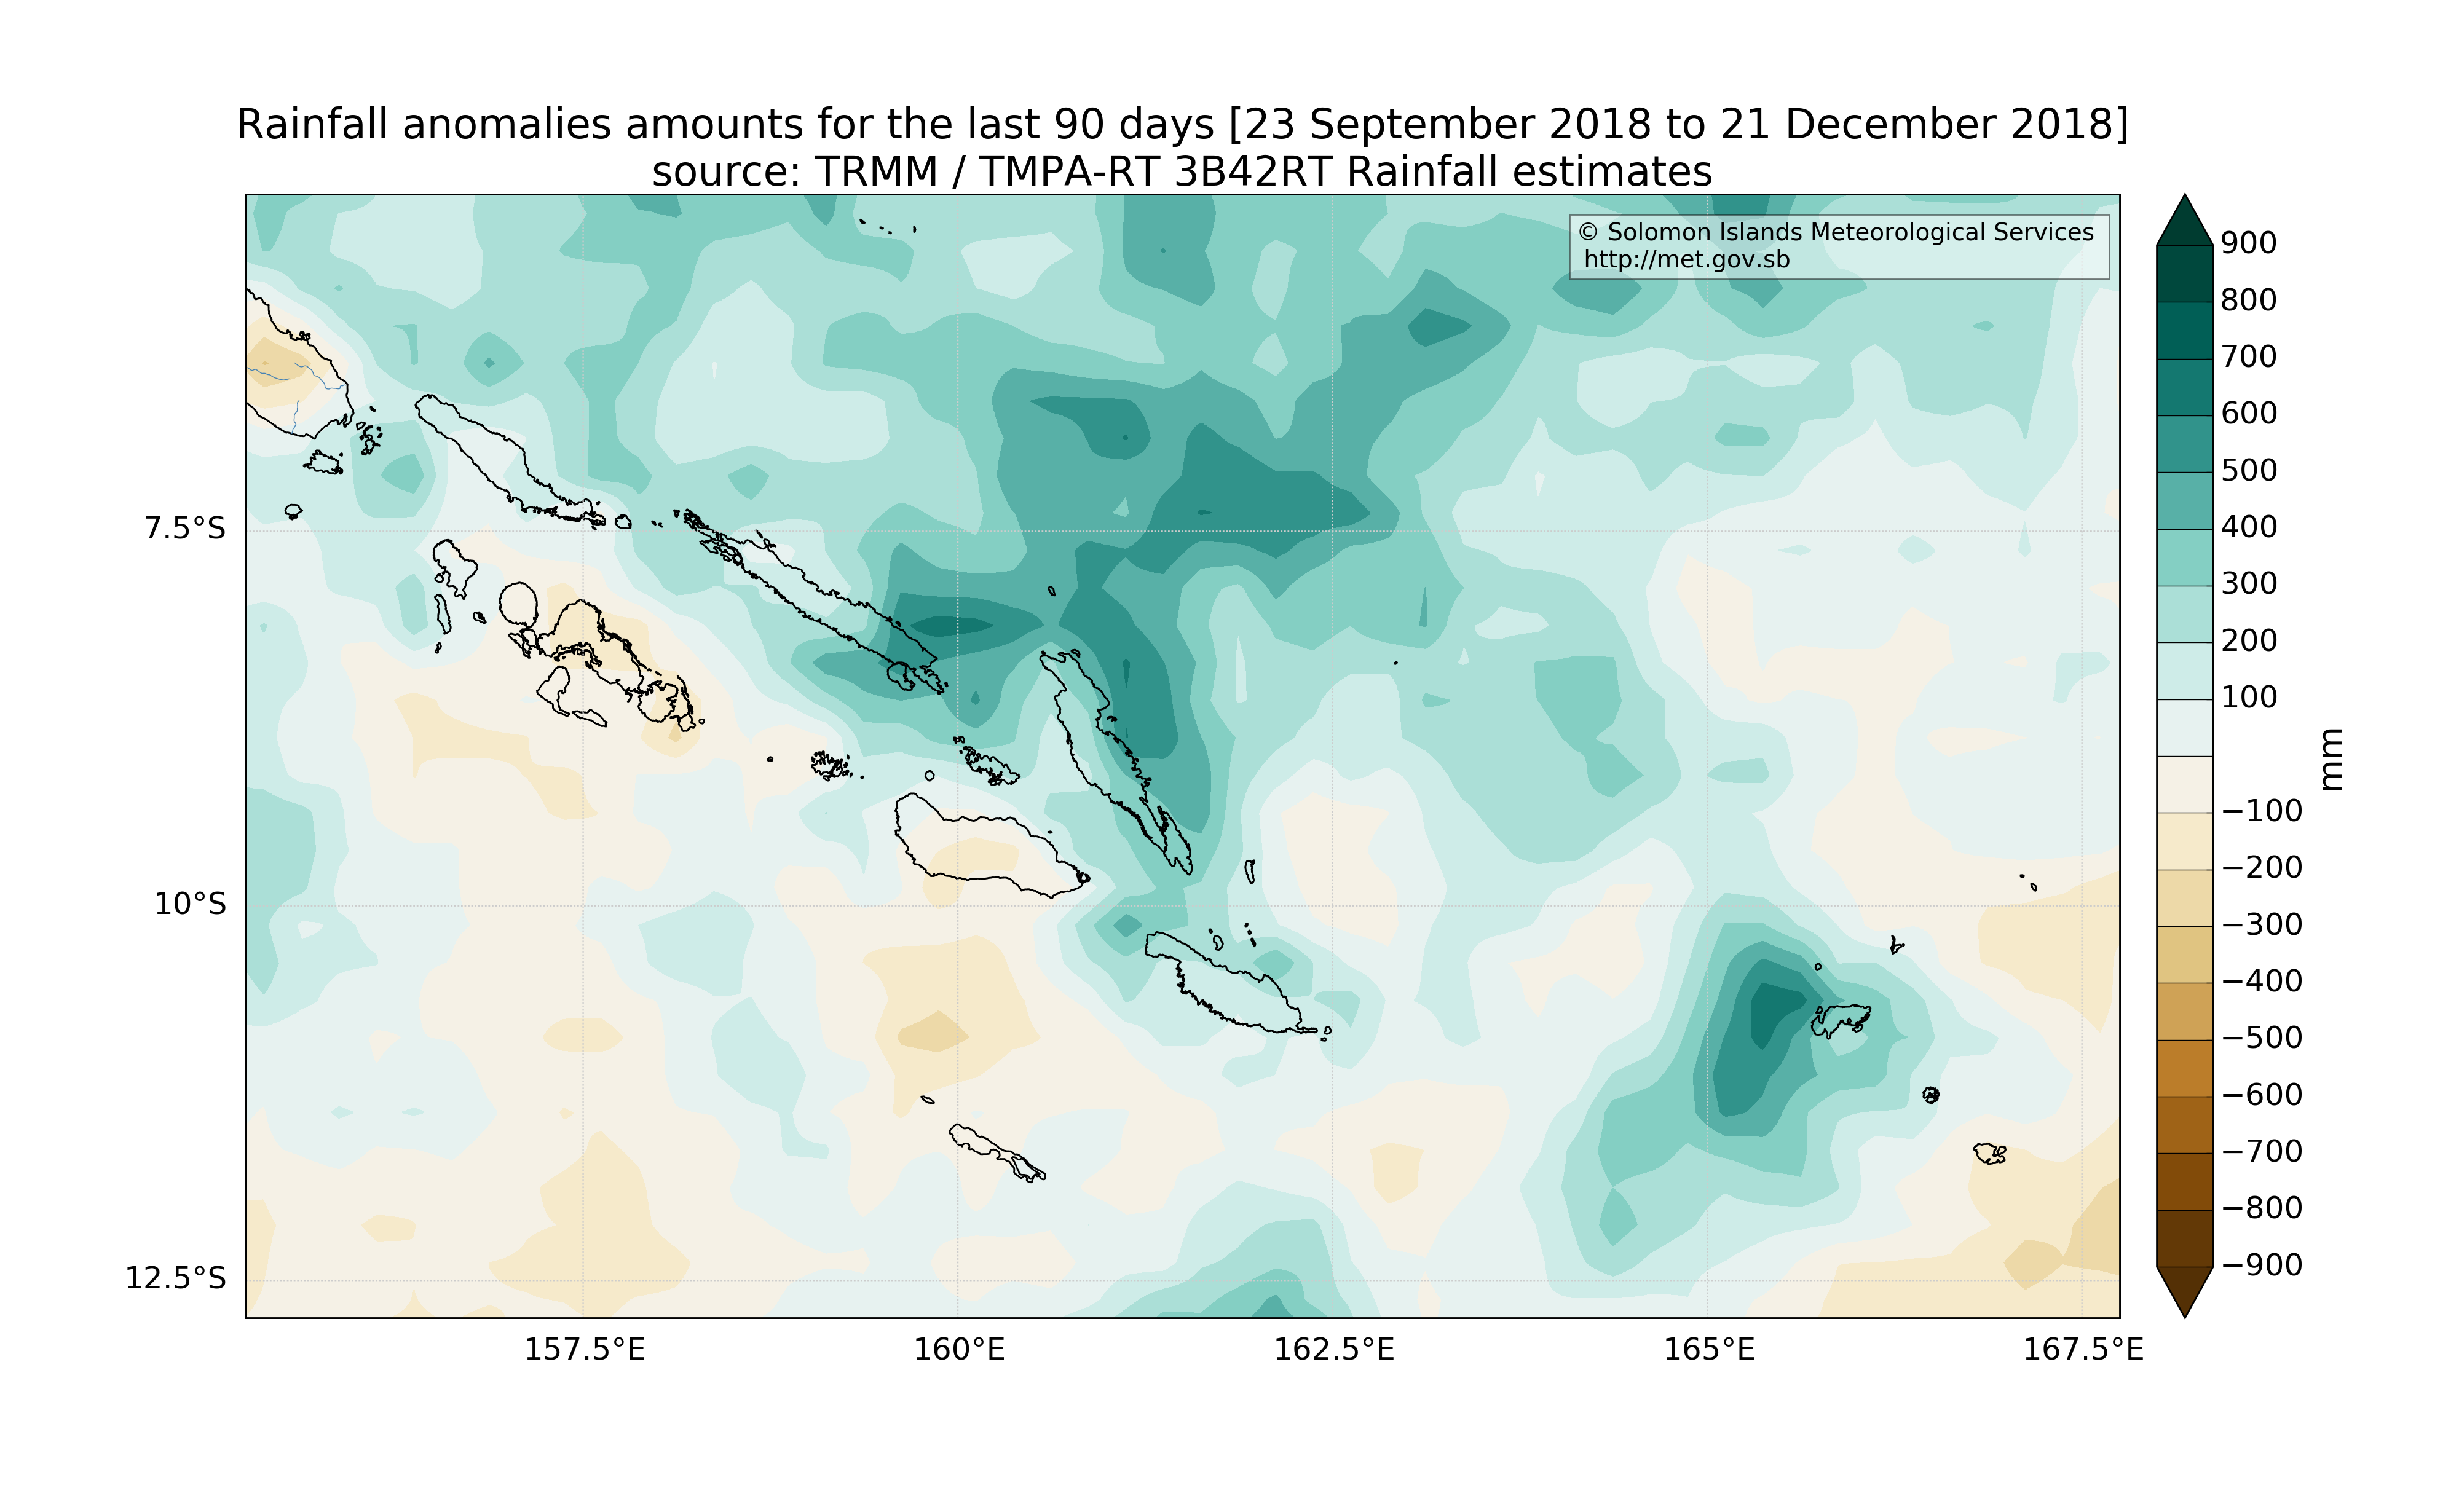 Rainfall anomalies amounts for the last 90 days [23 September 2018 to 21 December 2018]
source: TRMM / TMPA-RT 3B42RT Rainfall estimates
© Solomon Islands Meteorological Services
http://met.gov.sb
7.5°S
10°S
12.5°S
157.5°E
160°E
162.5°E
165°E
167.5°E
900
800
700
600
500
400
300
200
100
−100
−200
−300
−400
−500
−600
−700
−800
−900
mm